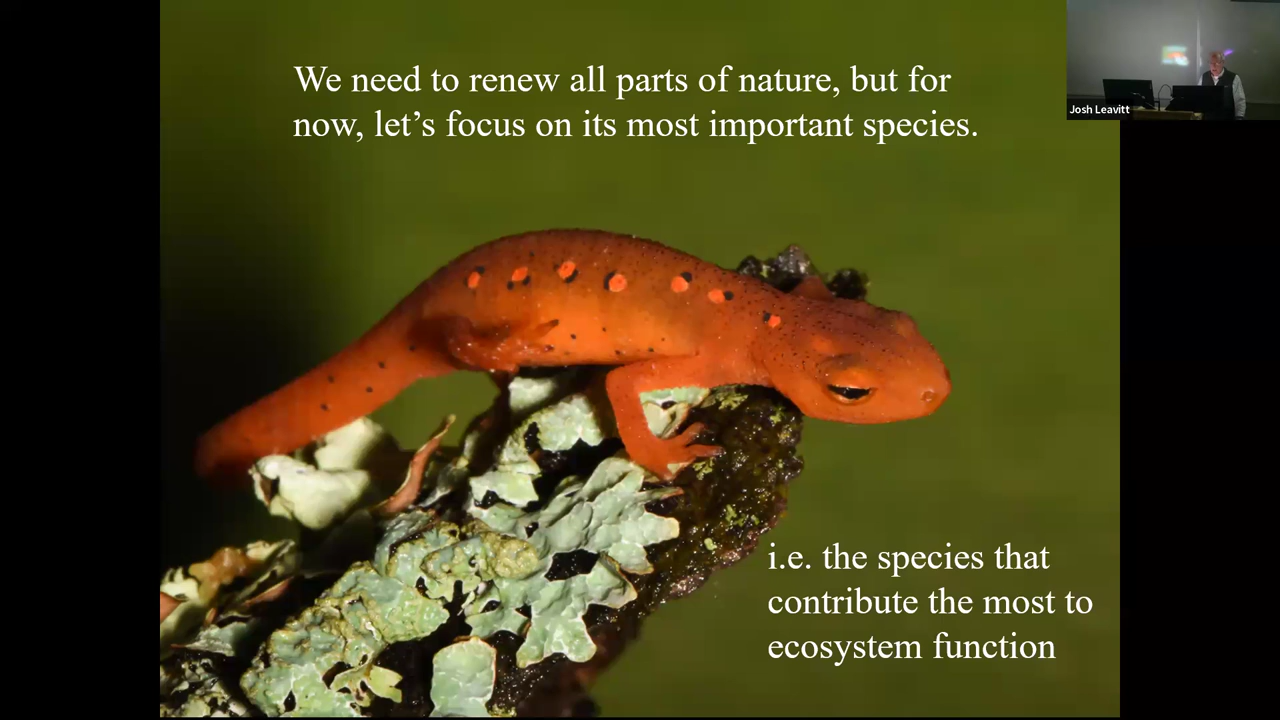 We need to renew all parts of nature, but for
now, let’s focus on its most important species.
Josh Leavitt
i.e. the species that
contribute the most to
ecosystem function